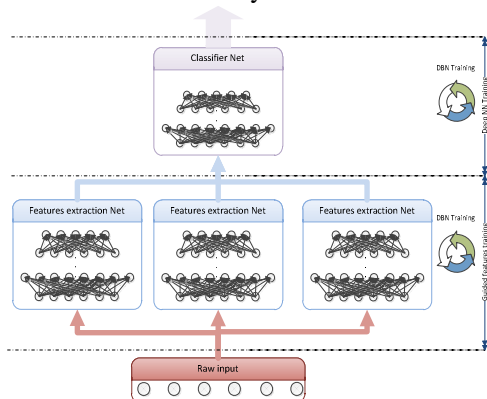 Classifier Net
DBN Training
Deep NN Training
Features extraction Net
Features extraction Net
Features extraction Net
DBN Training
Guided features training
Raw input